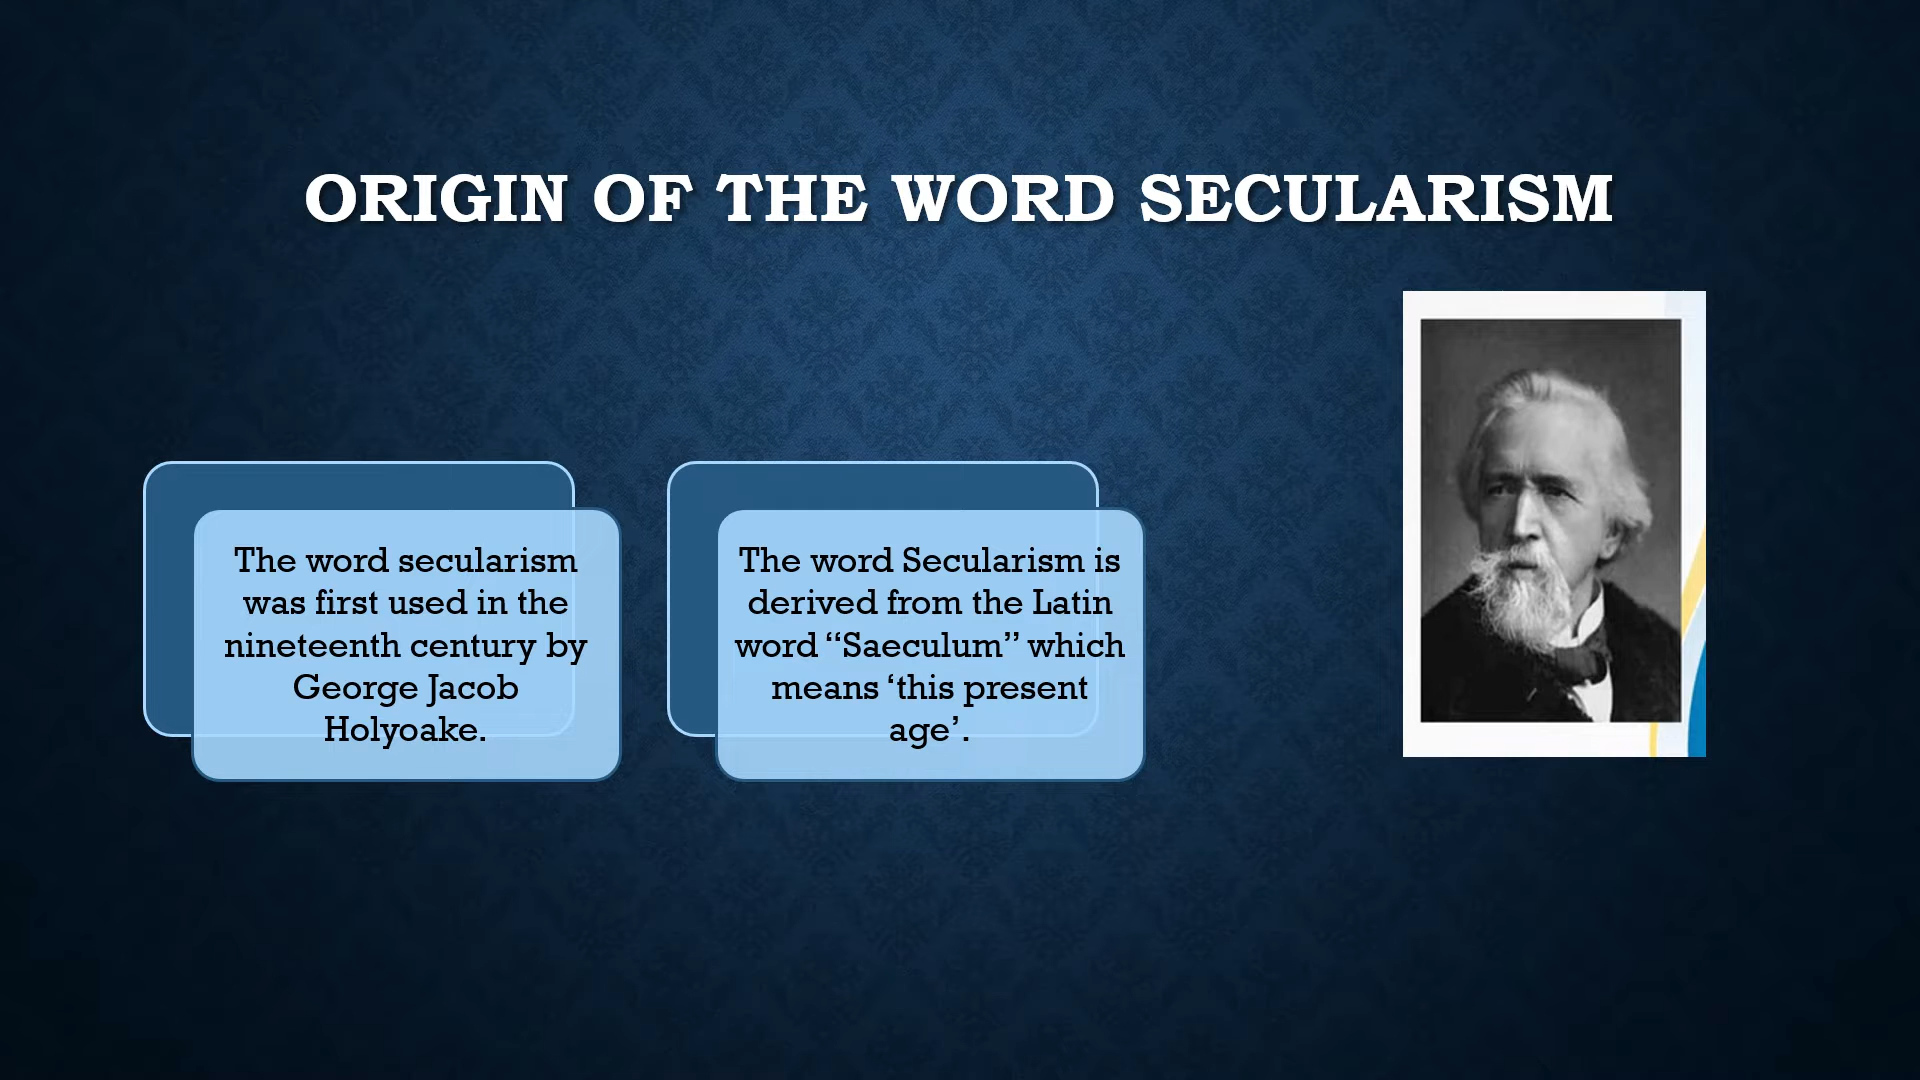 ORIGIN OF THE WORD SECULARISM
The word secularism
was first used in the
nineteenth century by
George Jacob
Holyoake.
The word Secularism is
derived from the Latin
word “Saeculum” which
means ‘this present
age’.